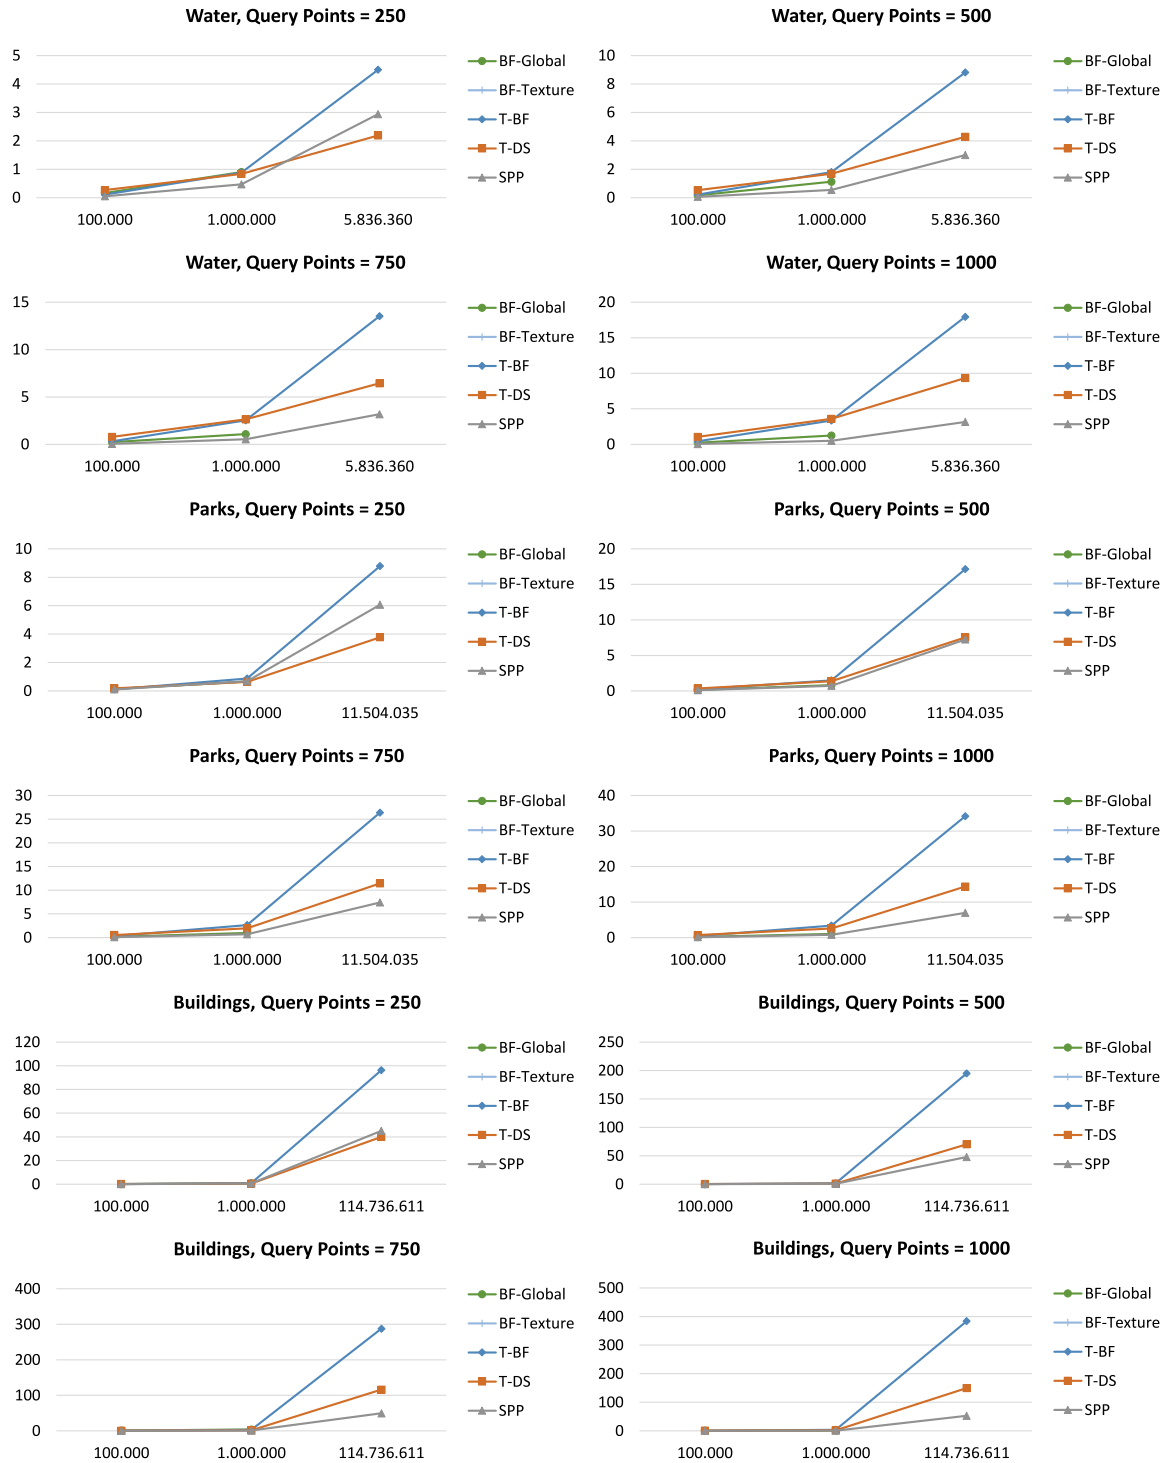 Water, Query Points = 250
5
4
3
2
1
0
100.000 1.000.000 5.836.360
BF-Global
BF-Texture
T-BF
T-DS
SPP
Water, Query Points = 500
10
8
6
4
2
0
100.000 1.000.000 5.836.360
BF-Global
BF-Texture
T-BF
T-DS
SPP
Water, Query Points = 750
15
10
5
0
100.000 1.000.000 5.836.360
BF-Global
BF-Texture
T-BF
T-DS
SPP
Water, Query Points = 1000
20
15
10
5
0
100.000 1.000.000 5.836.360
BF-Global
BF-Texture
T-BF
T-DS
SPP
Parks, Query Points = 250
10
8
6
4
2
0
100.000 1.000.000 11.504.035
BF-Global
BF-Texture
T-BF
T-DS
SPP
Parks, Query Points = 500
20
15
10
5
0
100.000 1.000.000 11.504.035
BF-Global
BF-Texture
T-BF
T-DS
SPP
Parks, Query Points = 750
30
25
20
15
10
5
0
100.000 1.000.000 11.504.035
BF-Global
BF-Texture
T-BF
T-DS
SPP
Parks, Query Points = 1000
40
30
20
10
0
100.000 1.000.000 11.504.035
BF-Global
BF-Texture
T-BF
T-DS
SPP
Buildings, Query Points = 250
120
100
80
60
40
20
0
100.000 1.000.000 114.736.611
BF-Global
BF-Texture
T-BF
T-DS
SPP
Buildings, Query Points = 500
250
200
150
100
50
0
100.000 1.000.000 114.736.611
BF-Global
BF-Texture
T-BF
T-DS
SPP
Buildings, Query Points = 750
400
300
200
100
0
100.000 1.000.000 114.736.611
BF-Global
BF-Texture
T-BF
T-DS
SPP
Buildings, Query Points = 1000
500
400
300
200
100
0
100.000 1.000.000 114.736.611
BF-Global
BF-Texture
T-BF
T-DS
SPP